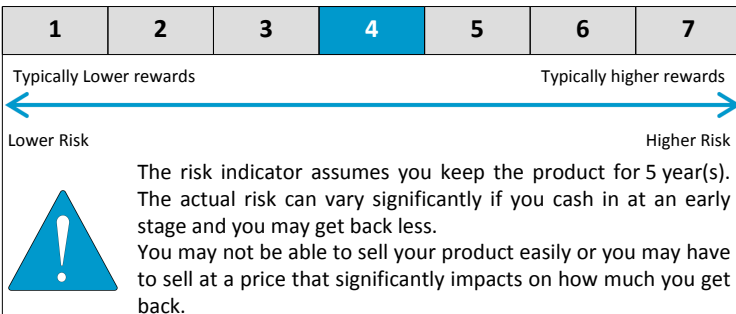 1 2 3 4 5 6 7
Typically Lower rewards Typically higher rewards
Lower Risk Higher Risk
The risk indicator assumes you keep the product for 5 year(s).
The actual risk can vary significantly if you cash in at an early
stage and you may get back less.
You may not be able to sell your product easily or you may have
to sell at a price that significantly impacts on how much you get
back.